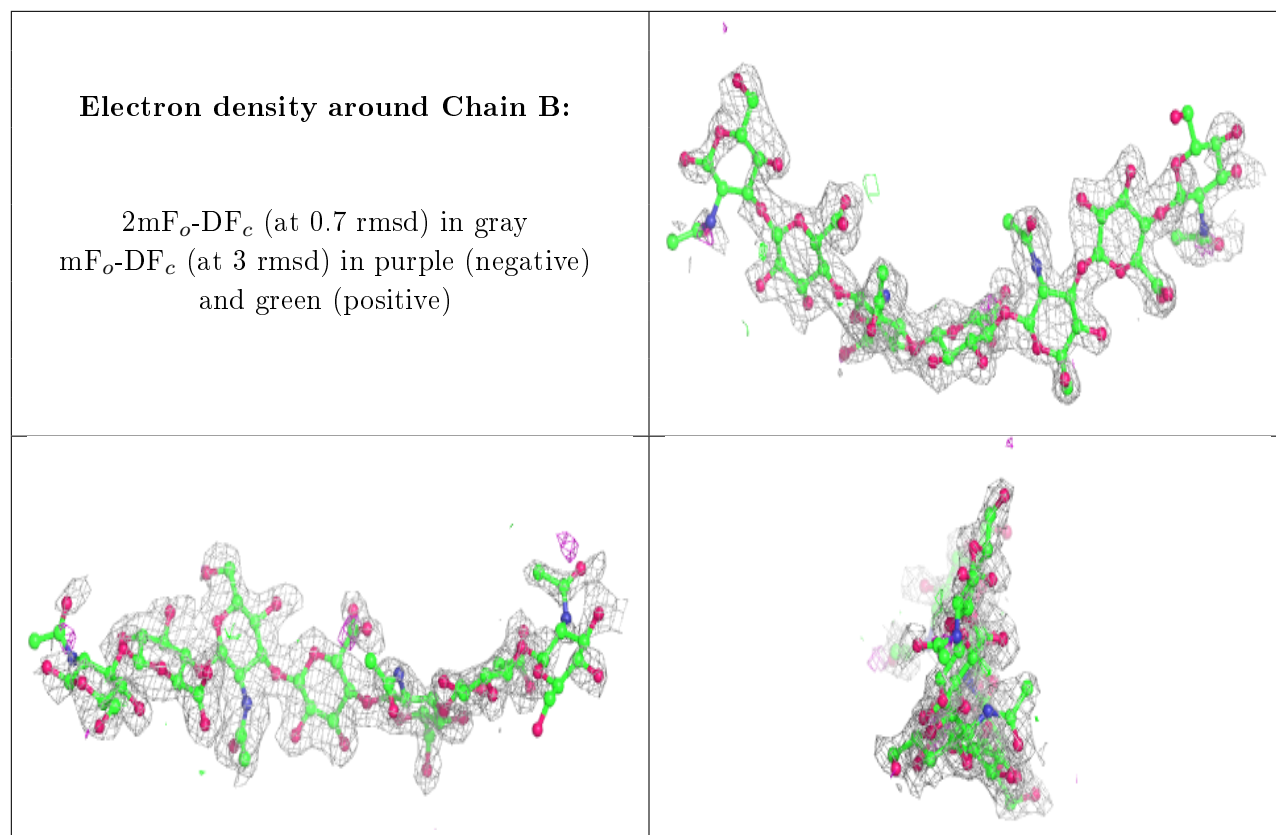 Electron density around Chain B:
2mFₒ-DF𝒸 (at 0.7 rmsd) in gray
mFₒ-DF𝒸 (at 3 rmsd) in purple (negative)
and green (positive)